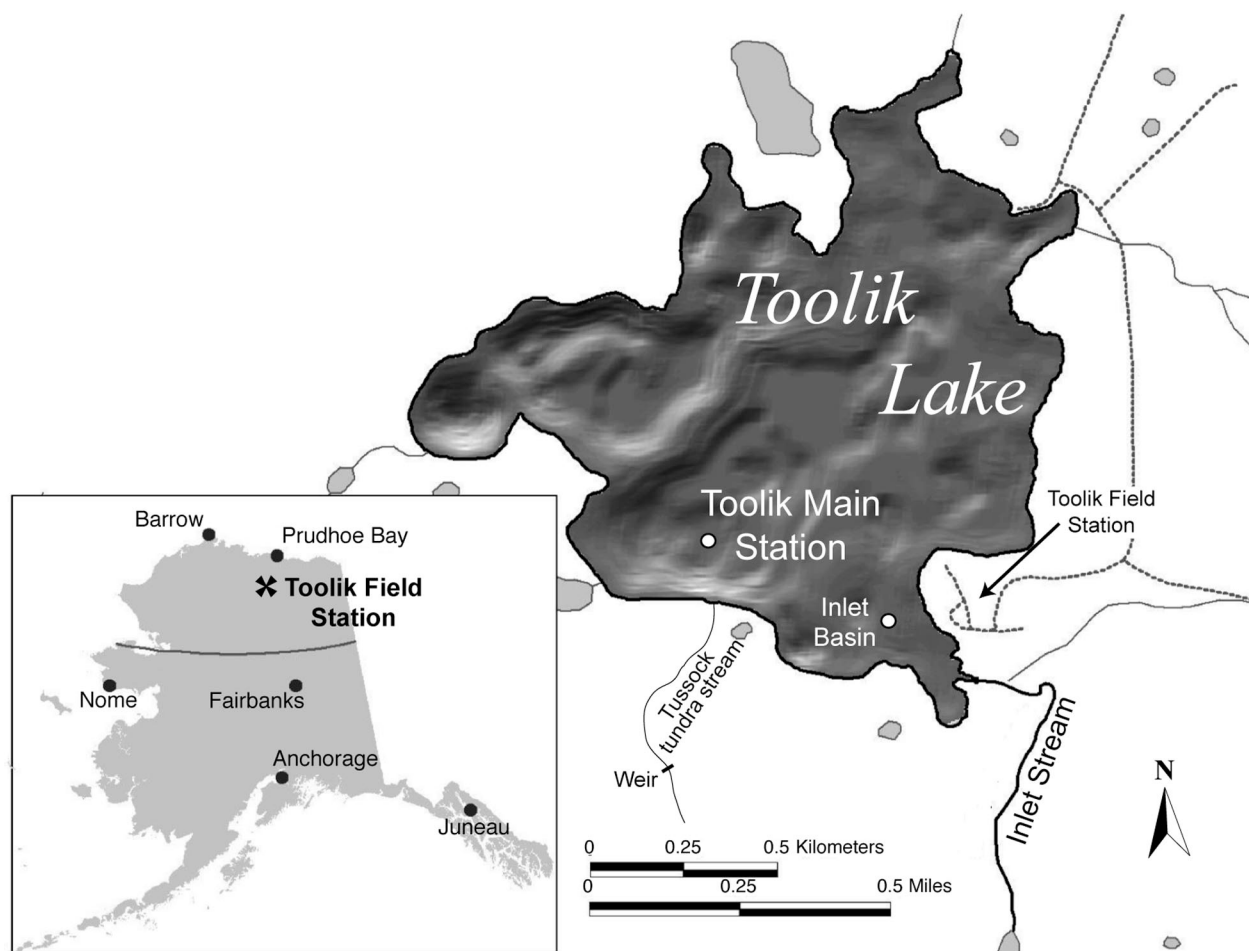 Toolik
Lake
Toolik Main
Station
Toolik Field
Station
Inlet
Basin
Tussock
tundra stream
Weir
Inlet Stream
N
0 0.25 0.5 Kilometers
0 0.25 0.5 Miles
Barrow
Prudhoe Bay
Toolik Field
Station
Nome
Fairbanks
Anchorage
Juneau